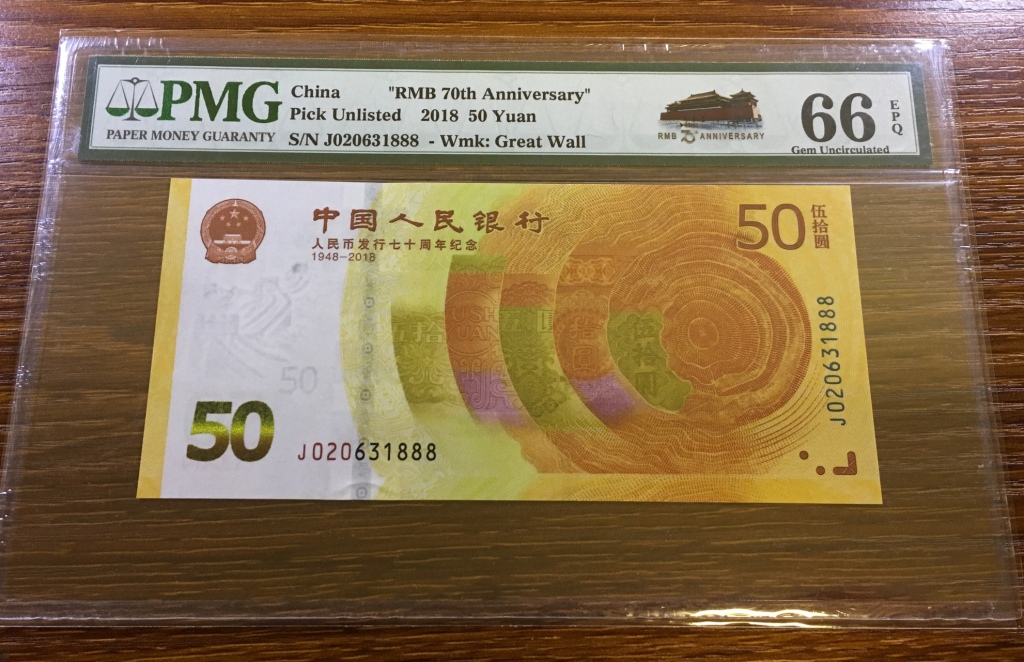 PMG
PAPER MONEY GUARANTY
China "RMB 70th Anniversary"
Pick Unlisted 2018 50 Yuan
S/N J020631888 - Wmk: Great Wall
RMB 70 ANNIVERSARY
66
EPQ
Gem Uncirculated
中国人民银行
人民币发行七十周年纪念
1948-2018
50
伍拾圆
50
50
J020631888
J020631888